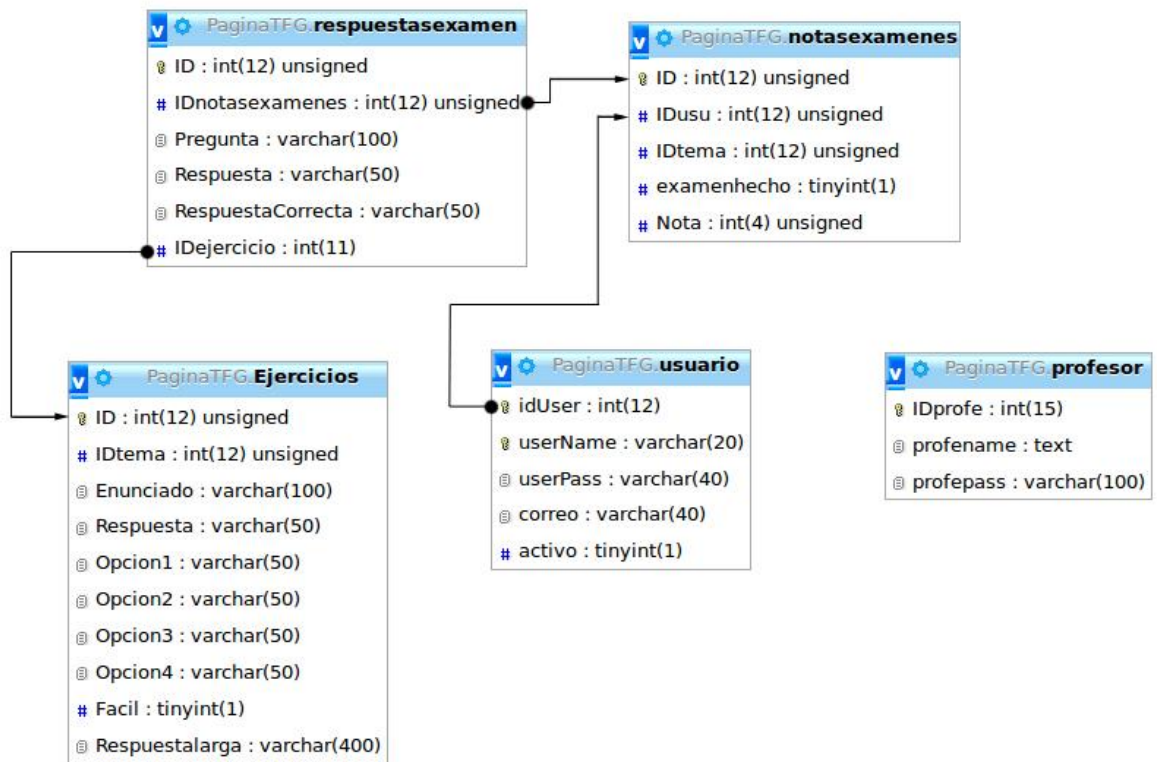 PaginaTFG.respuestasexamen
ID : int(12) unsigned
IDnotasexamenes : int(12) unsigned
Pregunta : varchar(100)
Respuesta : varchar(50)
RespuestaCorrecta : varchar(50)
IDejercicio : int(11)
PaginaTFG.notasexamenes
ID : int(12) unsigned
IDusu : int(12) unsigned
IDtema : int(12) unsigned
examenhecho : tinyint(1)
Nota : int(4) unsigned
PaginaTFG.Ejercicios
ID : int(12) unsigned
IDtema : int(12) unsigned
Enunciado : varchar(100)
Respuesta : varchar(50)
Opcion1 : varchar(50)
Opcion2 : varchar(50)
Opcion3 : varchar(50)
Opcion4 : varchar(50)
Facil : tinyint(1)
Respuestalarga : varchar(400)
PaginaTFG.usuario
idUser : int(12)
userName : varchar(20)
userPass : varchar(40)
correo : varchar(40)
activo : tinyint(1)
PaginaTFG.profesor
IDprofe : int(15)
profename : text
profepass : varchar(100)